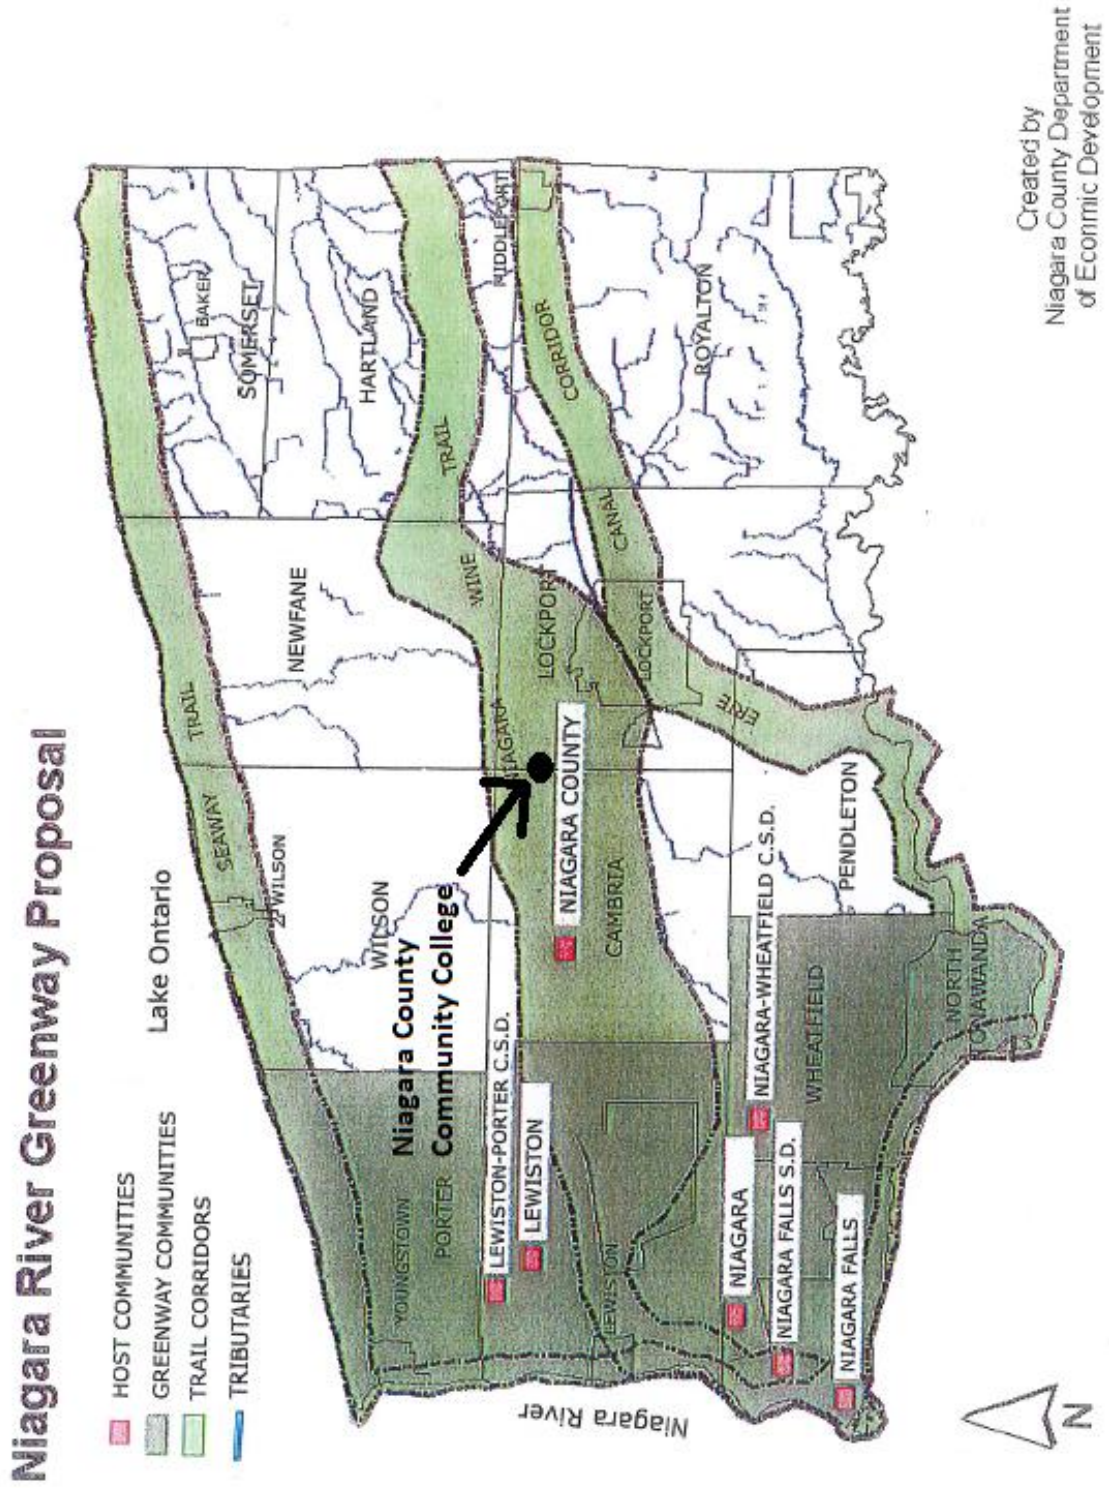 Niagara River Greenway Proposal
HOST COMMUNITIES
GREENWAY COMMUNITIES
TRAIL CORRIDORS
TRIBUTARIES
Lake Ontario
SEAWAY
TRAIL
WILSON
WILSON
NEWFANE
BAKER
SOMERSET
HARTLAND
Niagara County
Community College
YOUNGSTOWN
PORTER
LEWISTON-PORTER C.S.D.
LEWISTON
NIAGARA
WINE
TRAIL
MIDDLEPORT
NIAGARA COUNTY
LOCKPORT
CAMBRIA
LOCKPORT
ERIE
CANAL
CORRIDOR
ROYALTON
LEWISTON
Niagara River
NIAGARA
NIAGARA-WHEATFIELD C.S.D.
NIAGARA FALLS S.D.
WHEATFIELD
PENDLETON
NIAGARA FALLS
NORTH
TONAWANDA
N
Created by
Niagara County Department
of Econmic Development